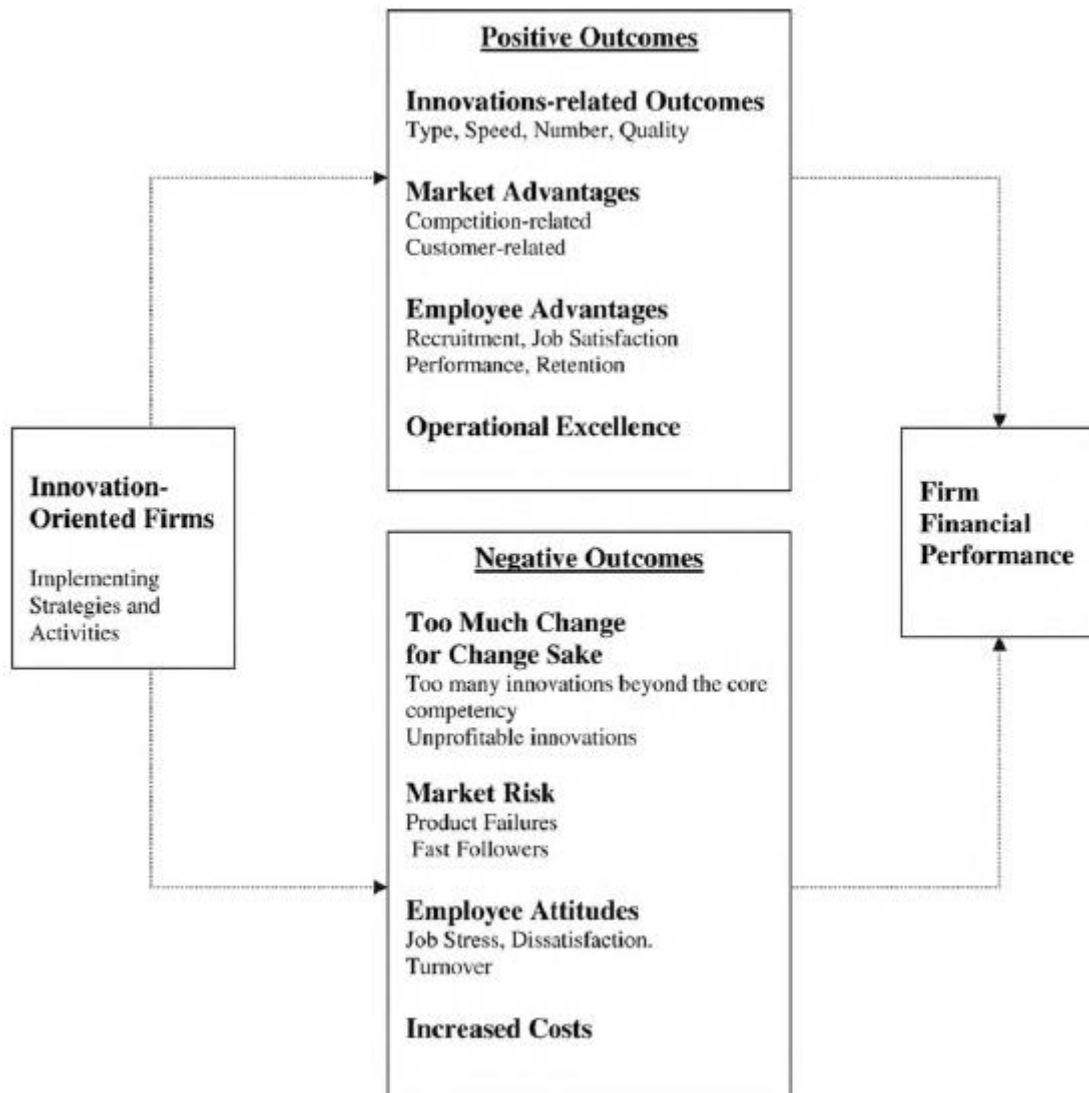 Positive Outcomes
Innovations-related Outcomes
Type, Speed, Number, Quality
Market Advantages
Competition-related
Customer-related
Employee Advantages
Recruitment, Job Satisfaction
Performance, Retention
Operational Excellence
Innovation-
Oriented Firms
Implementing
Strategies and
Activities
Firm
Financial
Performance
Negative Outcomes
Too Much Change
for Change Sake
Too many innovations beyond the core
competency
Unprofitable innovations
Market Risk
Product Failures
Fast Followers
Employee Attitudes
Job Stress, Dissatisfaction.
Turnover
Increased Costs